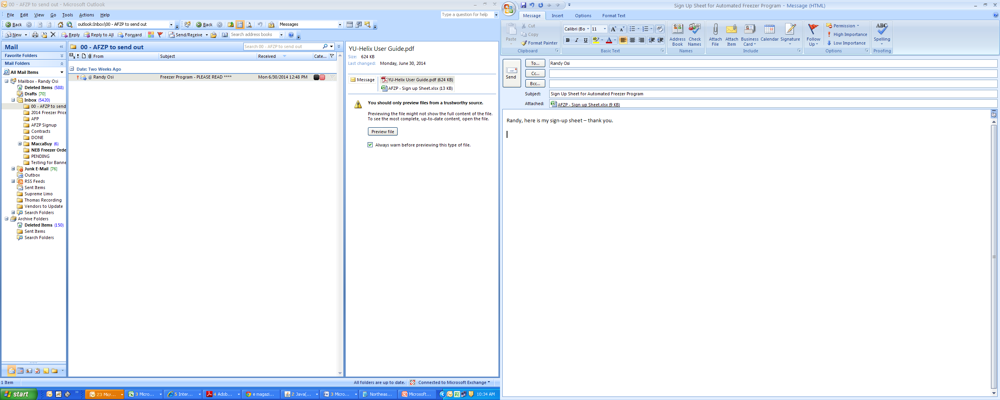 00 - AFZP to send out - Microsoft Outlook
File Edit View Go Tools Actions Help
Type a question for help
Back outlook:Inbox\00 - AFZP to send out Back Messages
New Reply Reply to All Forward Send/Receive Search address books
Mail
Favorite Folders
Mail Folders
All Mail Items
Mailbox - Randy Osi
Deleted Items (588)
Drafts [70]
Inbox (5420)
00 - AFZP to send
2014 Freezer Price
AFP
AFZP Signup
Contracts
DONE
MaccaBuy (6)
NEB Freezer Orde
PENDING
Testing for Banne
Junk E-Mail [76]
Outbox
RSS Feeds
Sent Items
Supreme Limo
Thomas Recording
Vendors to Update
Search Folders
Archive Folders
Deleted Items (150)
Sent Items
Search Folders
1 Item
00 - AFZP to send out Search 00 - AFZP to send out
From Subject Received Cate...
Date: Two Weeks Ago
Randy Osi Freezer Program - PLEASE READ **** Mon 6/30/2014 12:48 PM
YU-Helix User Guide.pdf
Size: 624 KB
Last changed: Monday, June 30, 2014
Message YU-Helix User Guide.pdf (624 KB)
AFZP - Sign up Sheet.xlsx (13 KB)
You should only preview files from a trustworthy source.
Previewing the file might not show the full content of the file.
To see the most complete, up-to-date content, open the file.
Preview file
Always warn before previewing this type of file.
All folders are up to date. Connected to Microsoft Exchange
start 23 Micr... 3 Micro... 5 Inter... 4 Adob... e magazi... 2 Java(... 3 Micro... Northeas... Microsoft... MY PC 10:34 AM
Sign Up Sheet for Automated Freezer Program - Message (HTML)
Message Insert Options Format Text
Paste Cut Copy Format Painter
Clipboard
Calibri (Bo 11
B I U
Basic Text
Address Book Check Names
Names
Attach File Attach Item Business Card Calendar Signature
Include
Follow Up Permission High Importance Low Importance
Options
ABC
Spelling
Proofing
Send
To... Randy Osi
Cc...
Bcc...
Subject: Sign Up Sheet for Automated Freezer Program
Attached: AFZP - Sign up Sheet.xlsx (9 KB)
Randy, here is my sign-up sheet – thank you.